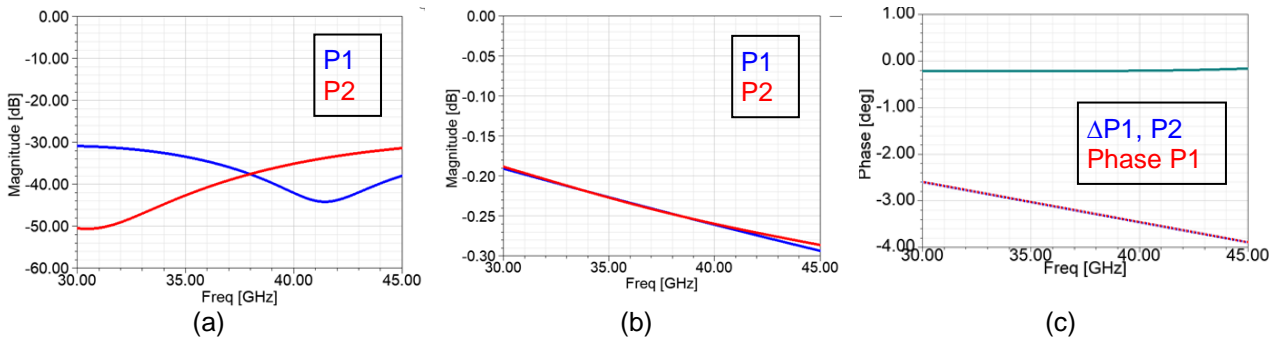 0.00
-10.00
-20.00
-30.00
-40.00
-50.00
-60.00
Magnitude [dB]
P1
P2
30.00 35.00 40.00 45.00
Freq [GHz]
(a)
0.00
-0.05
-0.10
-0.15
-0.20
-0.25
-0.30
Magnitude [dB]
P1
P2
30.00 35.00 40.00 45.00
Freq [GHz]
(b)
1.00
0.00
-1.00
-2.00
-3.00
-4.00
Phase [deg]
ΔP1, P2
Phase P1
30.00 35.00 40.00 45.00
Freq [GHz]
(c)